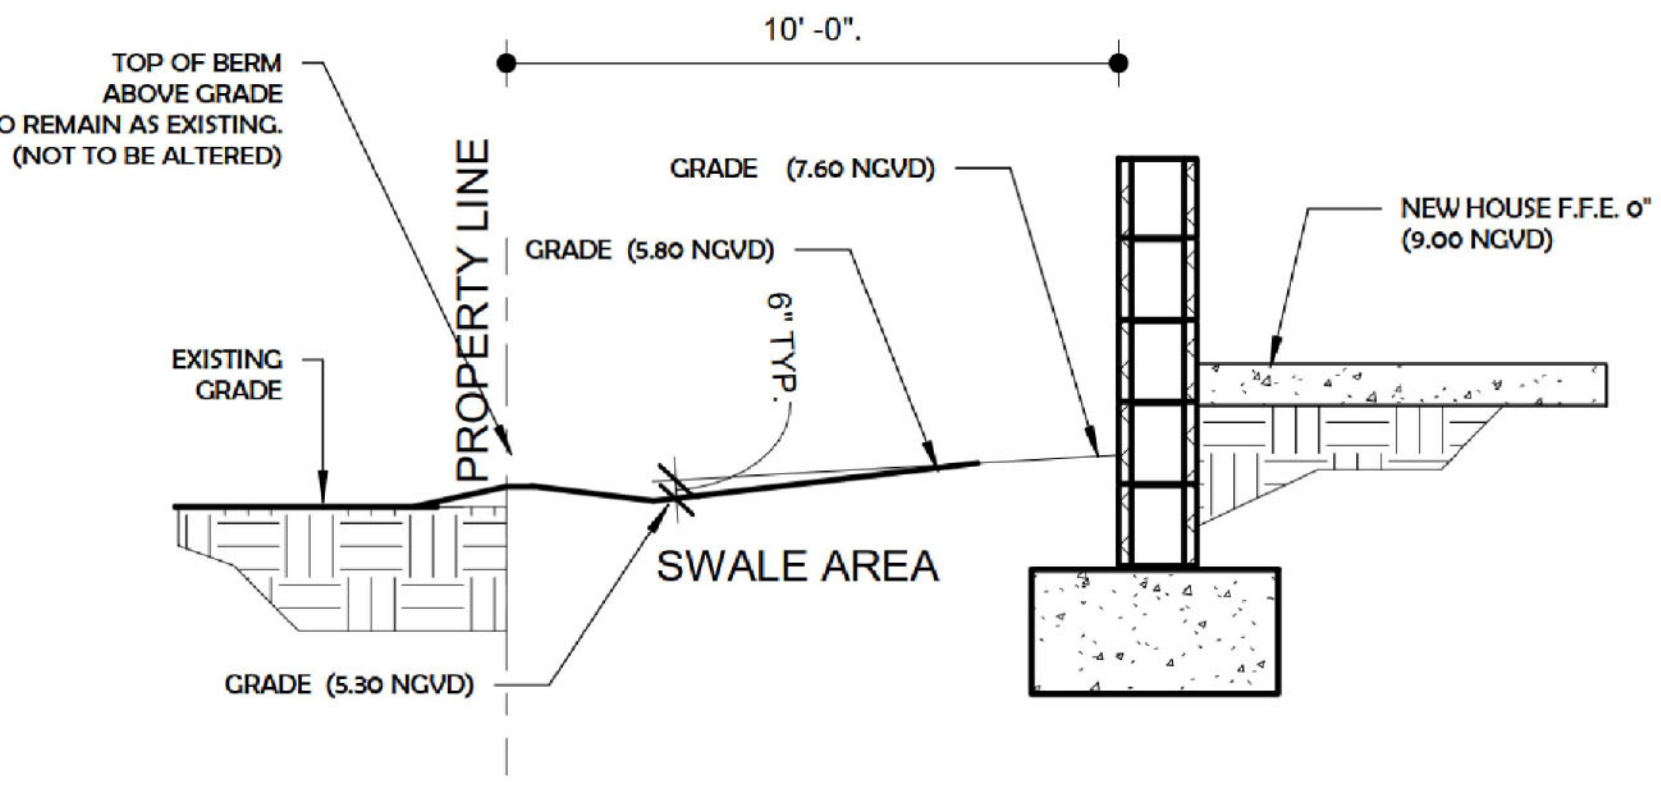 10' -0".
TOP OF BERM
ABOVE GRADE
O REMAIN AS EXISTING.
(NOT TO BE ALTERED)
PROPERTY LINE
GRADE (7.60 NGVD)
NEW HOUSE F.F.E. 0"
(9.00 NGVD)
GRADE (5.80 NGVD)
6" TYP.
EXISTING
GRADE
SWALE AREA
GRADE (5.30 NGVD)